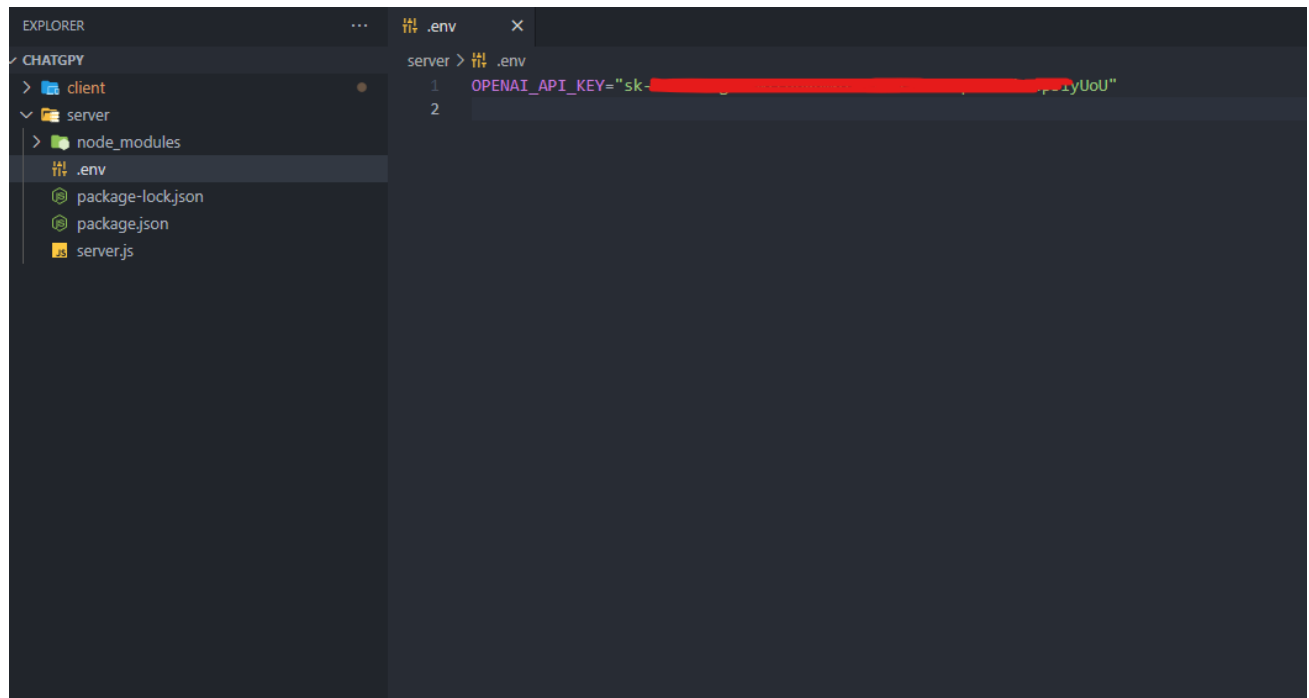 EXPLORER
···
.env
CHATGPY
server > .env
client
1
OPENAI_API_KEY="sk-
yUoU"
server
2
node_modules
.env
package-lock.json
package.json
JS server.js